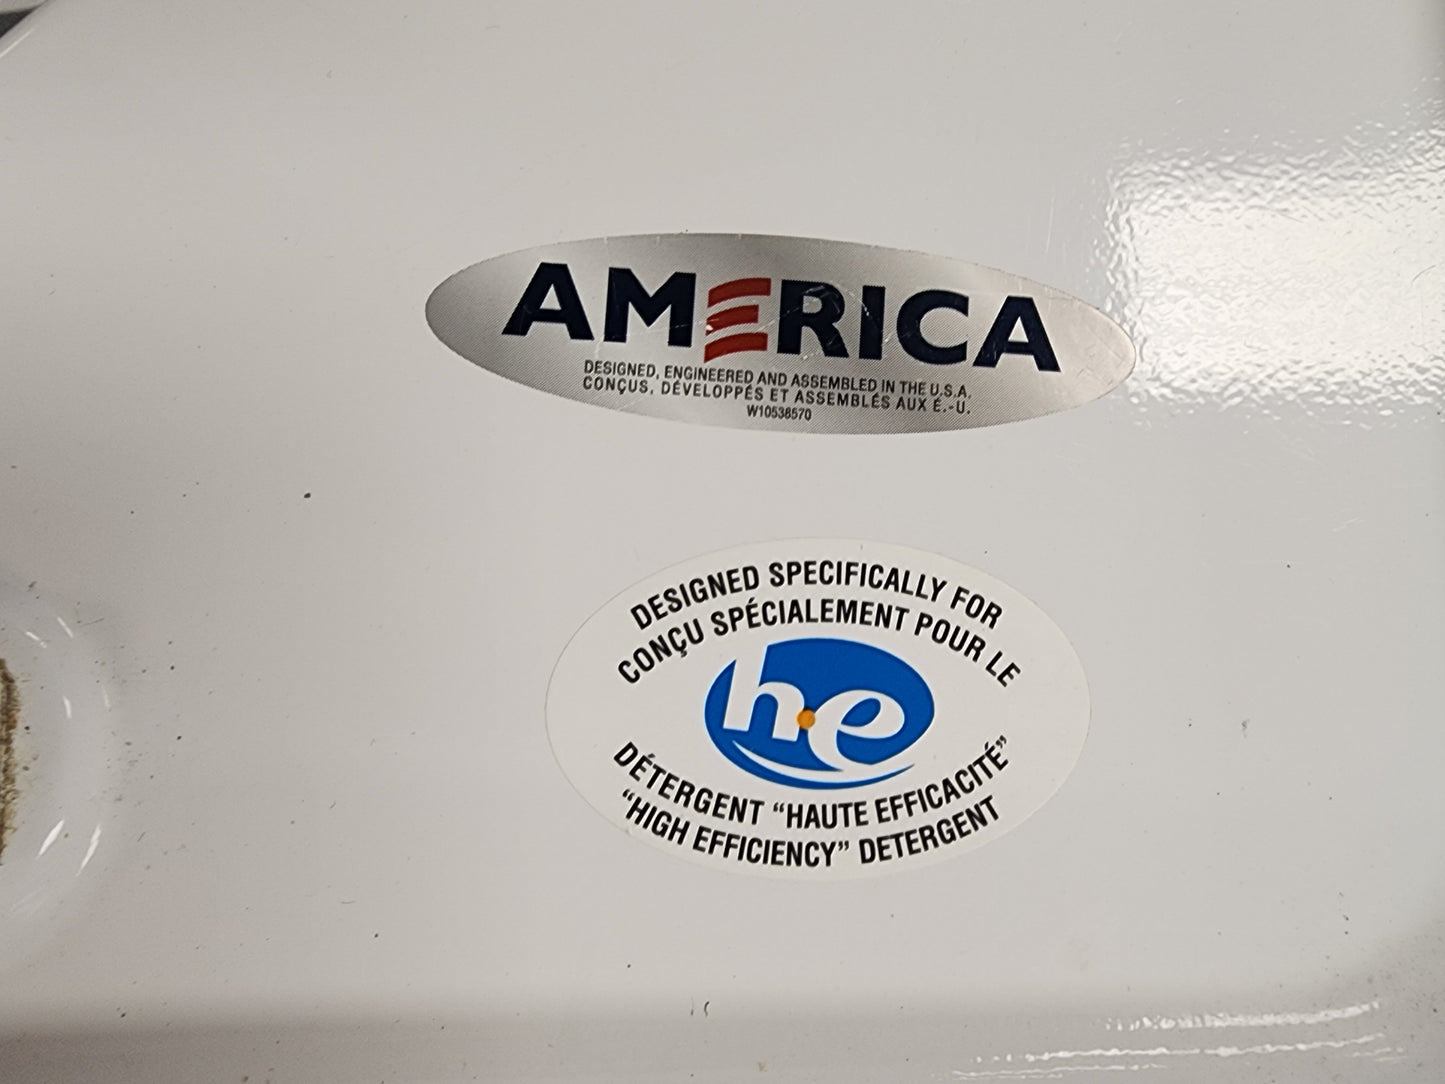 AMERICA
DESIGNED, ENGINEERED AND ASSEMBLED IN THE U.S.A.
CONÇUS, DÉVELOPPÉS ET ASSEMBLÉS AUX É.-U.
W10538570
DESIGNED SPECIFICALLY FOR
CONÇU SPÉCIALEMENT POUR LE
he
DÉTERGENT “HAUTE EFFICACITÉ”
“HIGH EFFICIENCY” DETERGENT